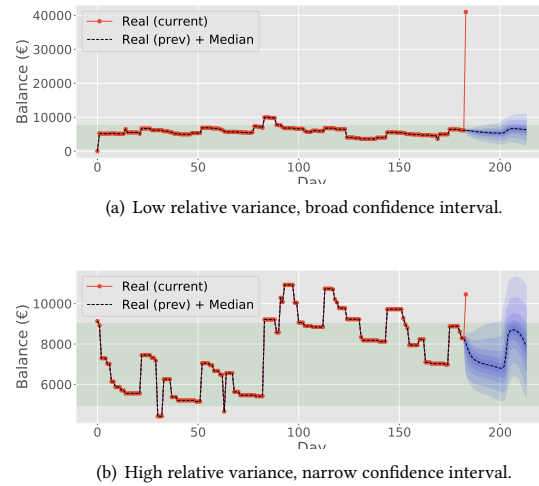 40000
30000
20000
10000
0
Balance (€)
Real (current)
Real (prev) + Median
0 50 100 150 200
Day
(a) Low relative variance, broad confidence interval.
10000
8000
6000
Balance (€)
Real (current)
Real (prev) + Median
0 50 100 150 200
Day
(b) High relative variance, narrow confidence interval.